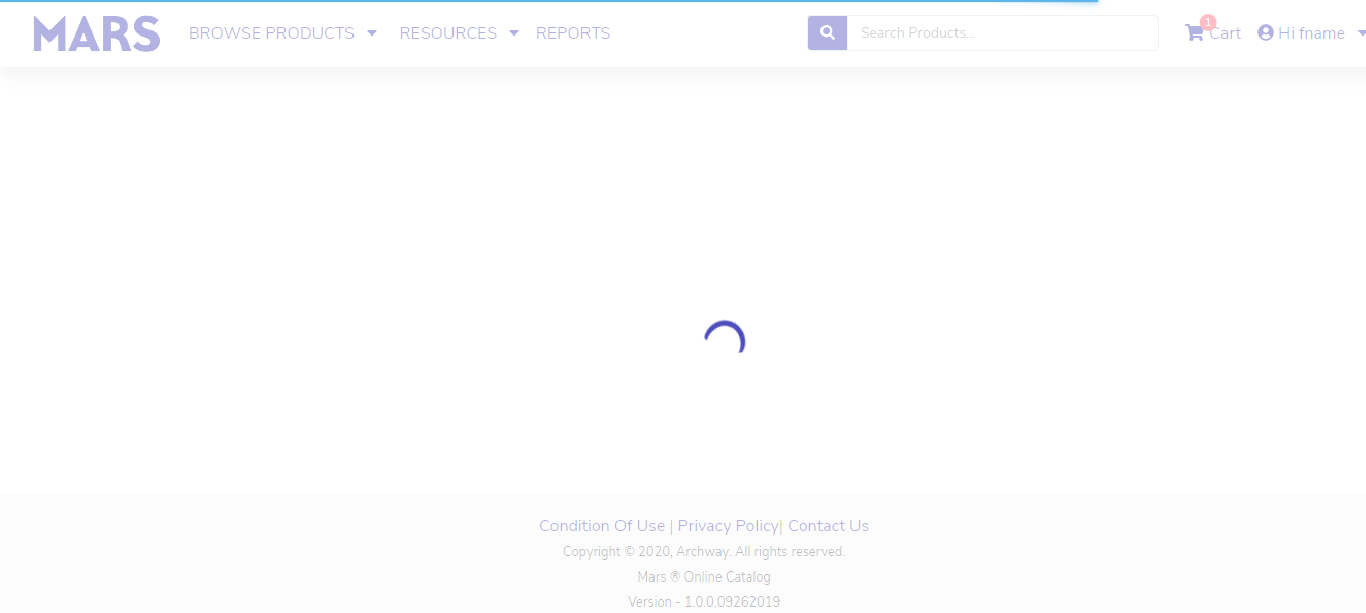 MARS BROWSE PRODUCTS RESOURCES REPORTS Search Products... 1 Cart Hi fname
Condition Of Use | Privacy Policy| Contact Us
Copyright © 2020, Archway. All rights reserved.
Mars ® Online Catalog
Version - 1.0.0.09262019